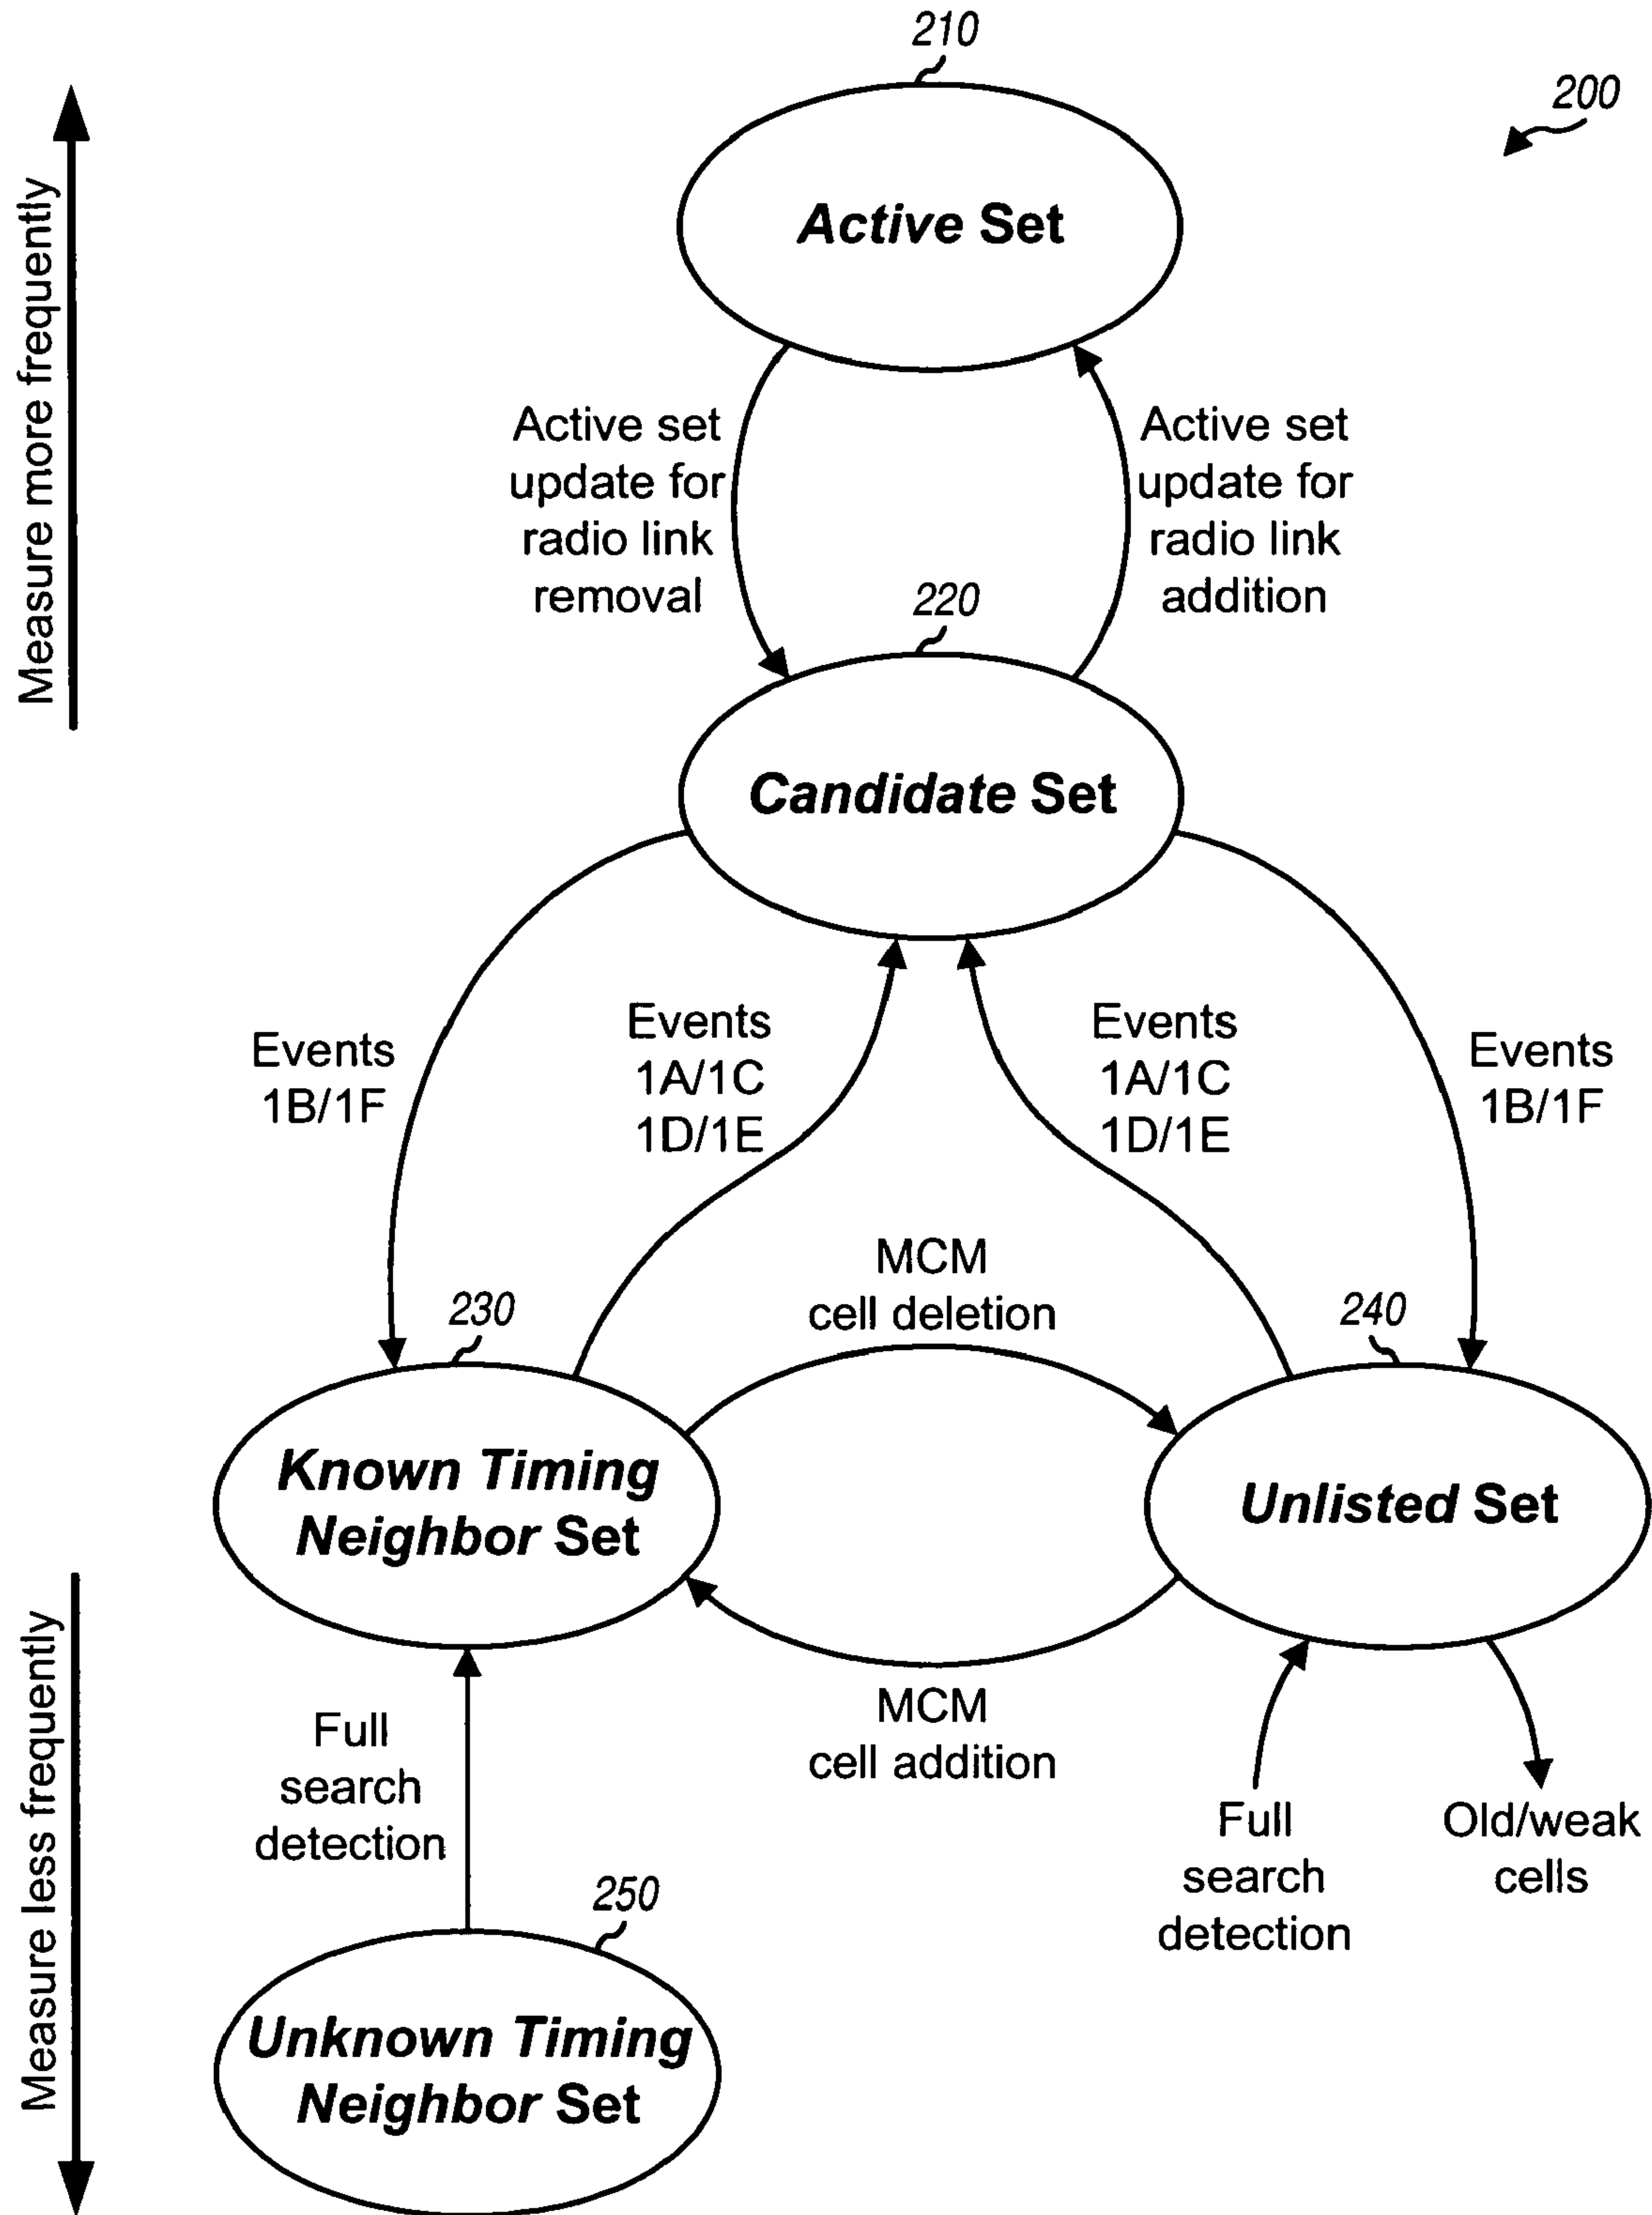 210
200
Measure more frequently
Active Set
Active set
update for
radio link
removal
Active set
update for
radio link
addition
220
Candidate Set
Events
1B/1F
Events
1A/1C
1D/1E
Events
1A/1C
1D/1E
Events
1B/1F
MCM
cell deletion
230
240
Known Timing
Neighbor Set
Unlisted Set
Measure less frequently
MCM
cell addition
Full
search
detection
Full
search
detection
Old/weak
cells
250
Unknown Timing
Neighbor Set